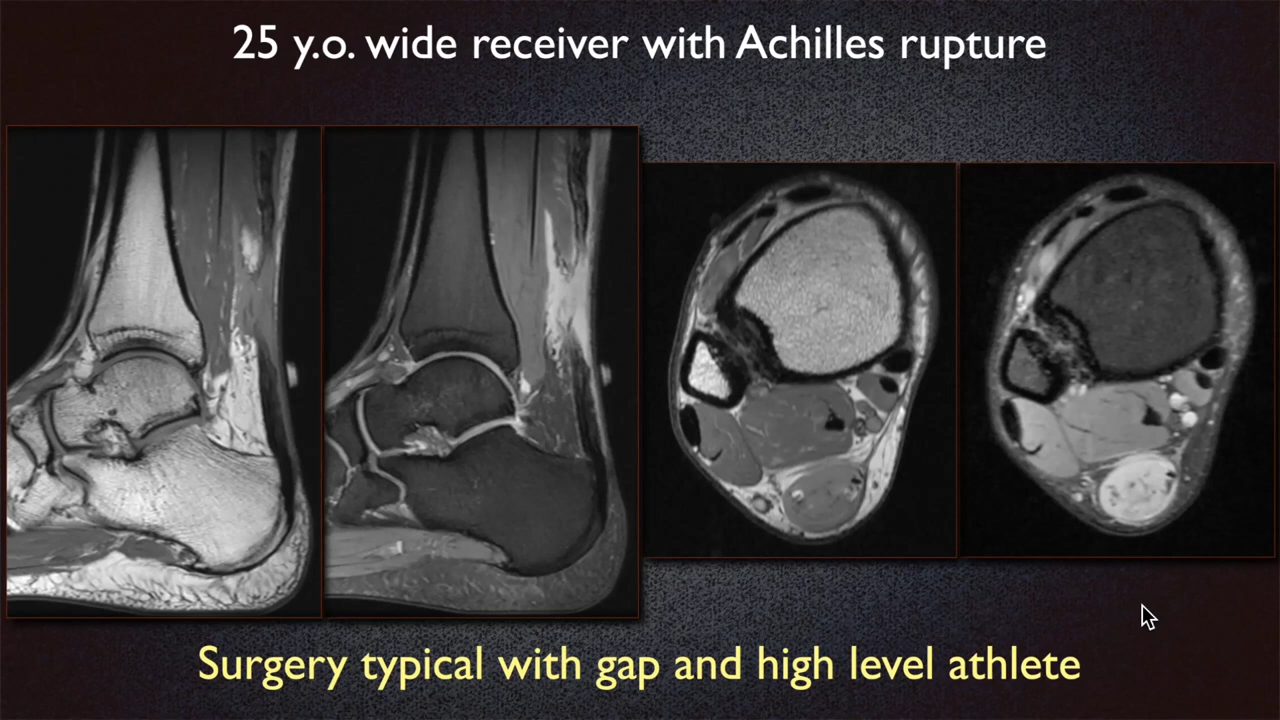 25 y.o. wide receiver with Achilles rupture
Surgery typical with gap and high level athlete